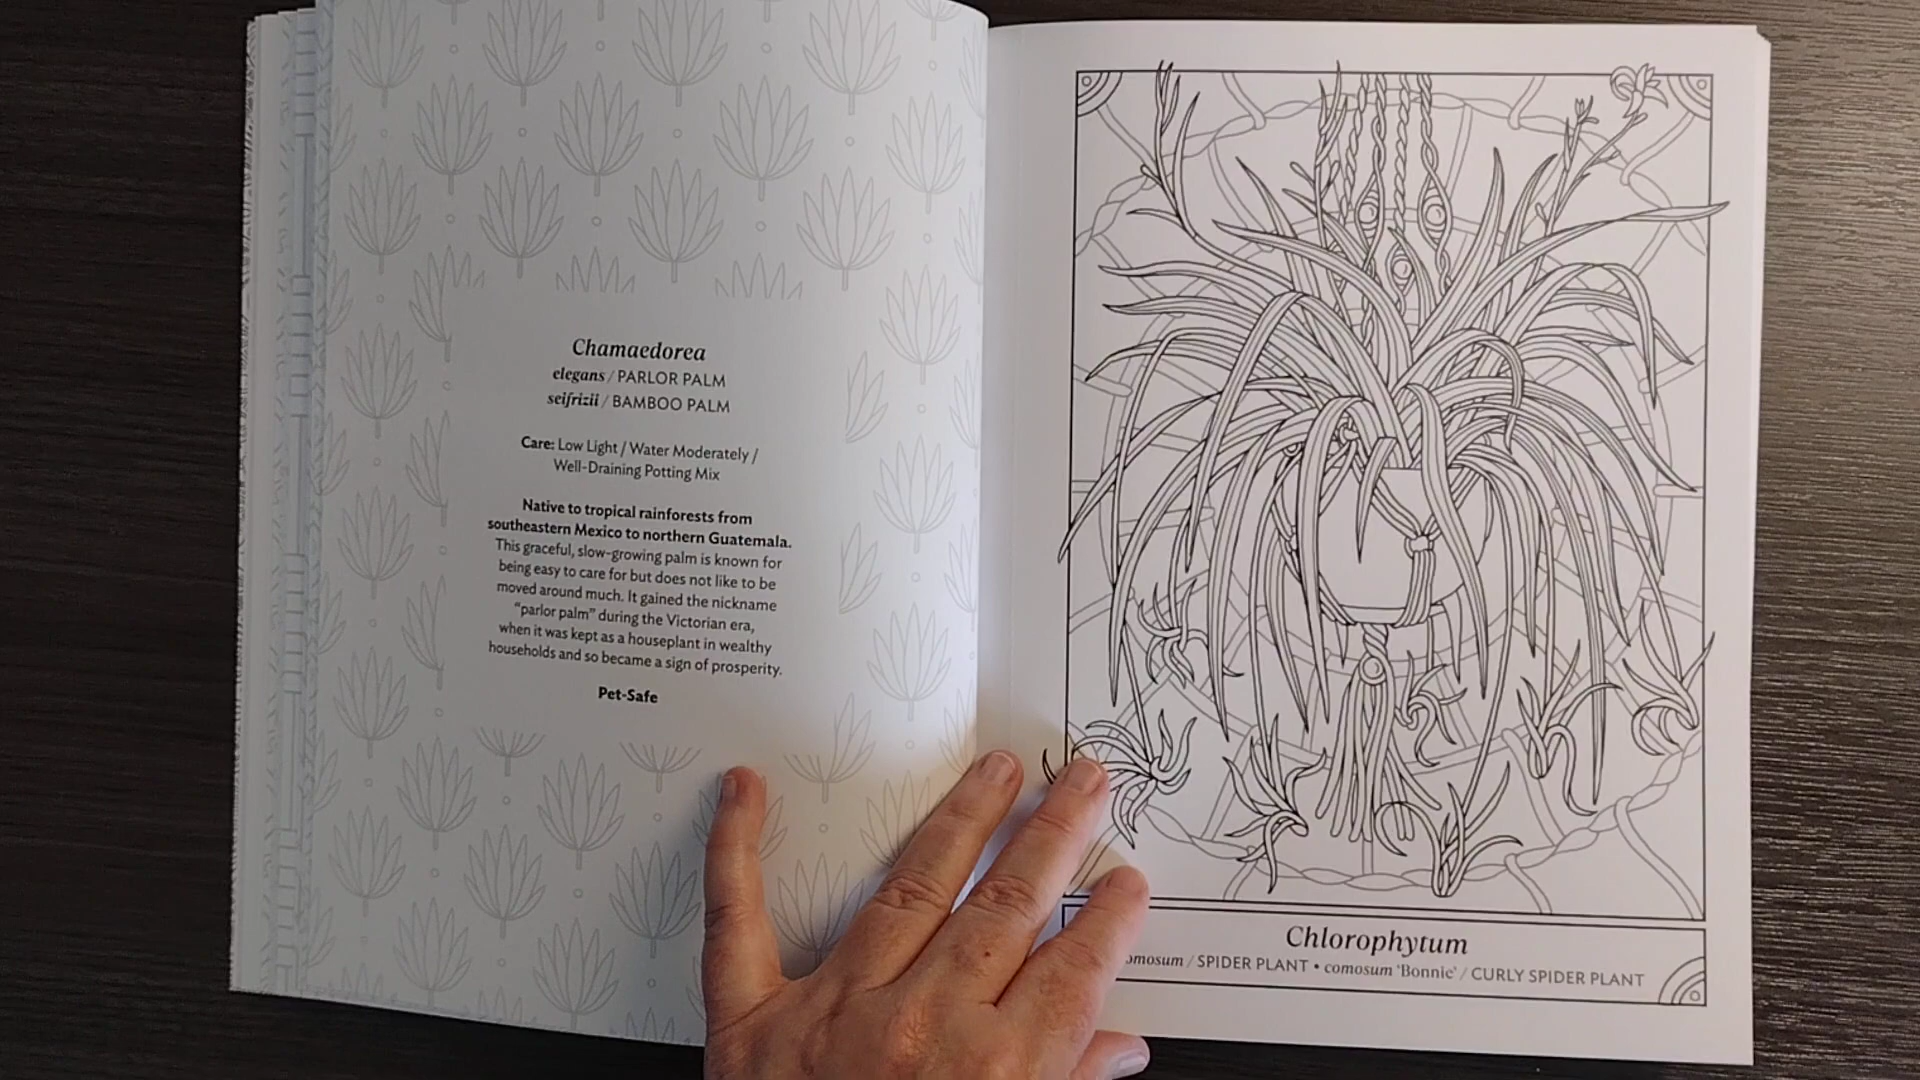 Chamaedorea
elegans / PARLOR PALM
seifrizii / BAMBOO PALM
Care: Low Light / Water Moderately /
Well-Draining Potting Mix
Native to tropical rainforests from
southeastern Mexico to northern Guatemala.
This graceful, slow-growing palm is known for
being easy to care for but does not like to be
moved around much. It gained the nickname
“parlor palm” during the Victorian era,
when it was kept as a houseplant in wealthy
households and so became a sign of prosperity.
Pet-Safe
Chlorophytum
omosum / SPIDER PLANT • comosum ‘Bonnie’ / CURLY SPIDER PLANT